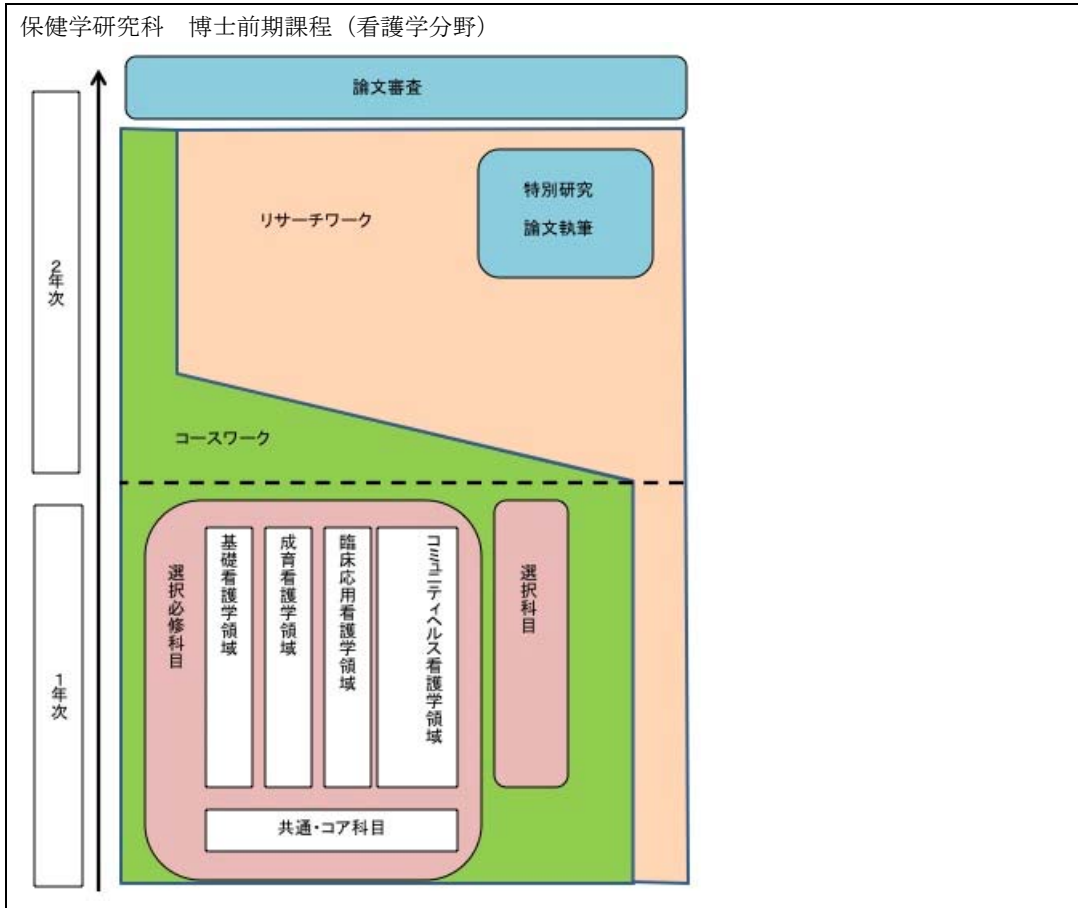 保健学研究科　博士前期課程（看護学分野）
論文審査
特別研究
論文執筆
リサーチワーク
2年次
コースワーク
選択必修科目
基礎看護学領域
成育看護学領域
臨床応用看護学領域
コミュニティヘルス看護学領域
選択科目
1年次
共通・コア科目